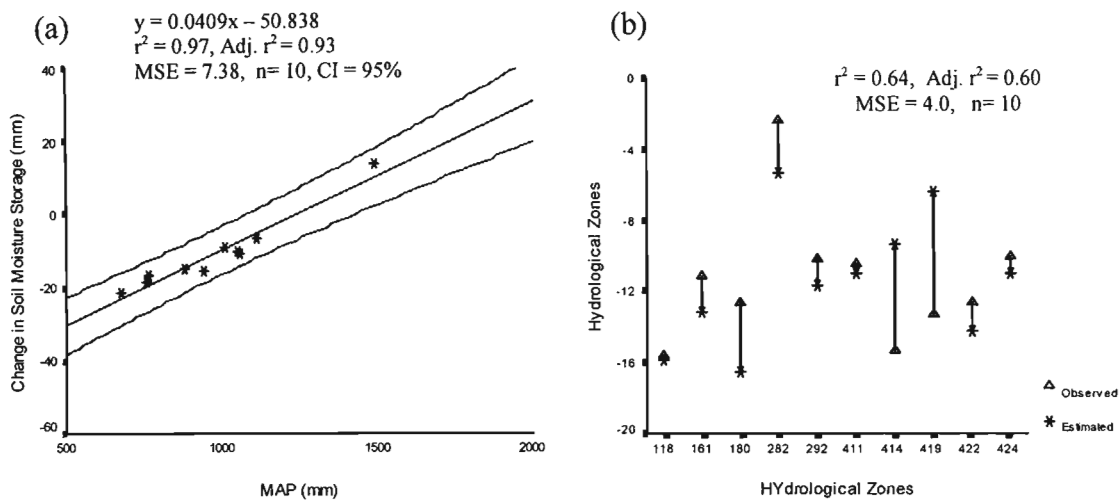 (a)
y = 0.0409x – 50.838
r² = 0.97, Adj. r² = 0.93
MSE = 7.38, n= 10, CI = 95%
Change in Soil Moisture Storage (mm)
40
20
0
-20
-40
-60
500
1000
1500
2000
MAP (mm)
(b)
r² = 0.64, Adj. r² = 0.60
MSE = 4.0, n= 10
Hydrological Zones
0
-4
-8
-12
-16
-20
118
161
180
282
292
411
414
419
422
424
HYdrological Zones
Observed
Estimated